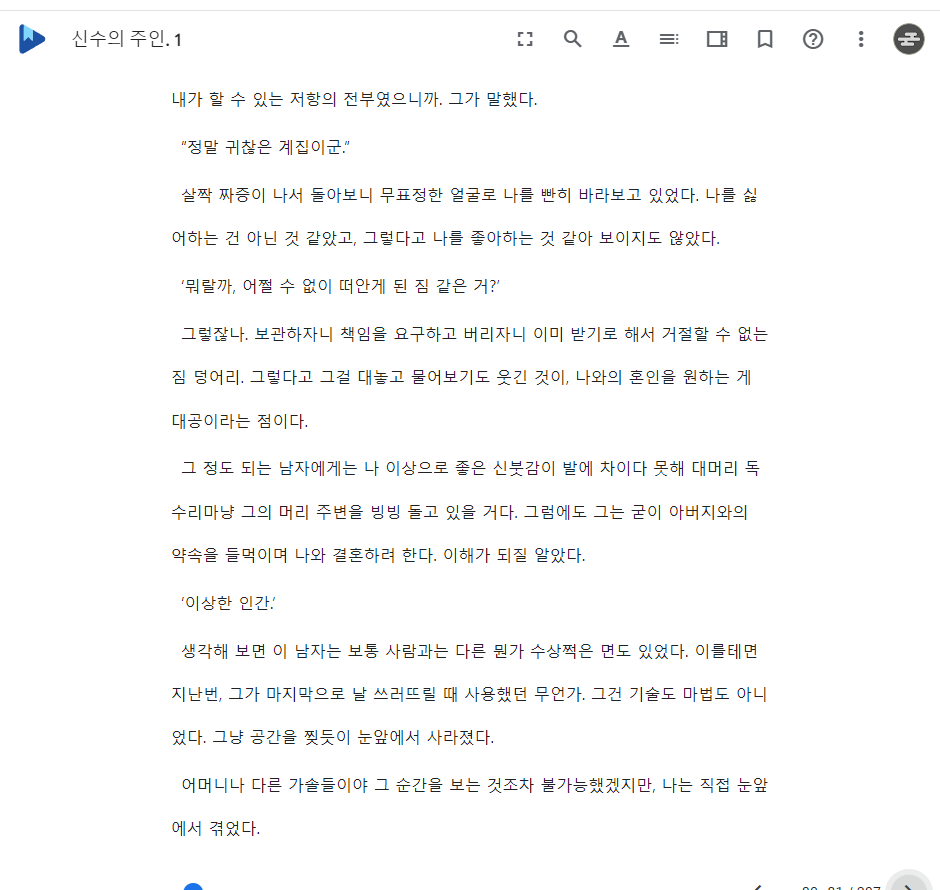 신수의 주인. 1
내가 할 수 있는 저항의 전부였으니까. 그가 말했다.
“정말 귀찮은 계집이군.”
살짝 짜증이 나서 돌아보니 무표정한 얼굴로 나를 빤히 바라보고 있었다. 나를 싫
어하는 건 아닌 것 같았고, 그렇다고 나를 좋아하는 것 같아 보이지도 않았다.
‘뭐랄까, 어쩔 수 없이 떠안게 된 짐 같은 거?’
그렇잖나. 보관하자니 책임을 요구하고 버리자니 이미 받기로 해서 거절할 수 없는
짐 덩어리. 그렇다고 그걸 대놓고 물어보기도 웃긴 것이, 나와의 혼인을 원하는 게
대공이라는 점이다.
그 정도 되는 남자에게는 나 이상으로 좋은 신붓감이 발에 차이다 못해 대머리 독
수리마냥 그의 머리 주변을 빙빙 돌고 있을 거다. 그럼에도 그는 굳이 아버지와의
약속을 들먹이며 나와 결혼하려 한다. 이해가 되질 알았다.
‘이상한 인간.’
생각해 보면 이 남자는 보통 사람과는 다른 뭔가 수상쩍은 면도 있었다. 이를테면
지난번, 그가 마지막으로 날 쓰러뜨릴 때 사용했던 무언가. 그건 기술도 마법도 아니
었다. 그냥 공간을 찢듯이 눈앞에서 사라졌다.
어머니나 다른 가솔들이야 그 순간을 보는 것조차 불가능했겠지만, 나는 직접 눈앞
에서 겪었다.